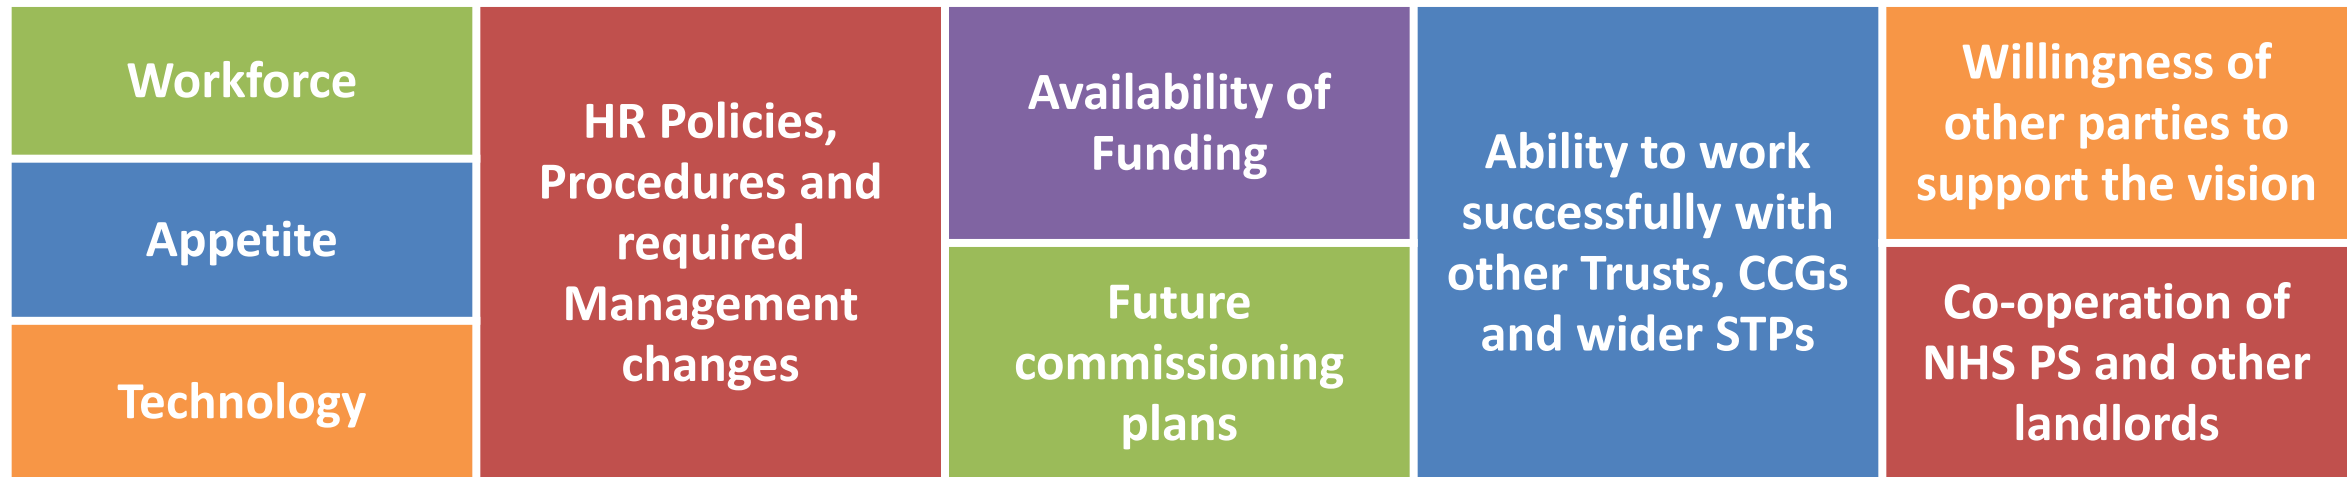 Workforce
Appetite
Technology
HR Policies,
Procedures and
required
Management
changes
Availability of
Funding
Future
commissioning
plans
Ability to work
successfully with
other Trusts, CCGs
and wider STPs
Willingness of
other parties to
support the vision
Co-operation of
NHS PS and other
landlords